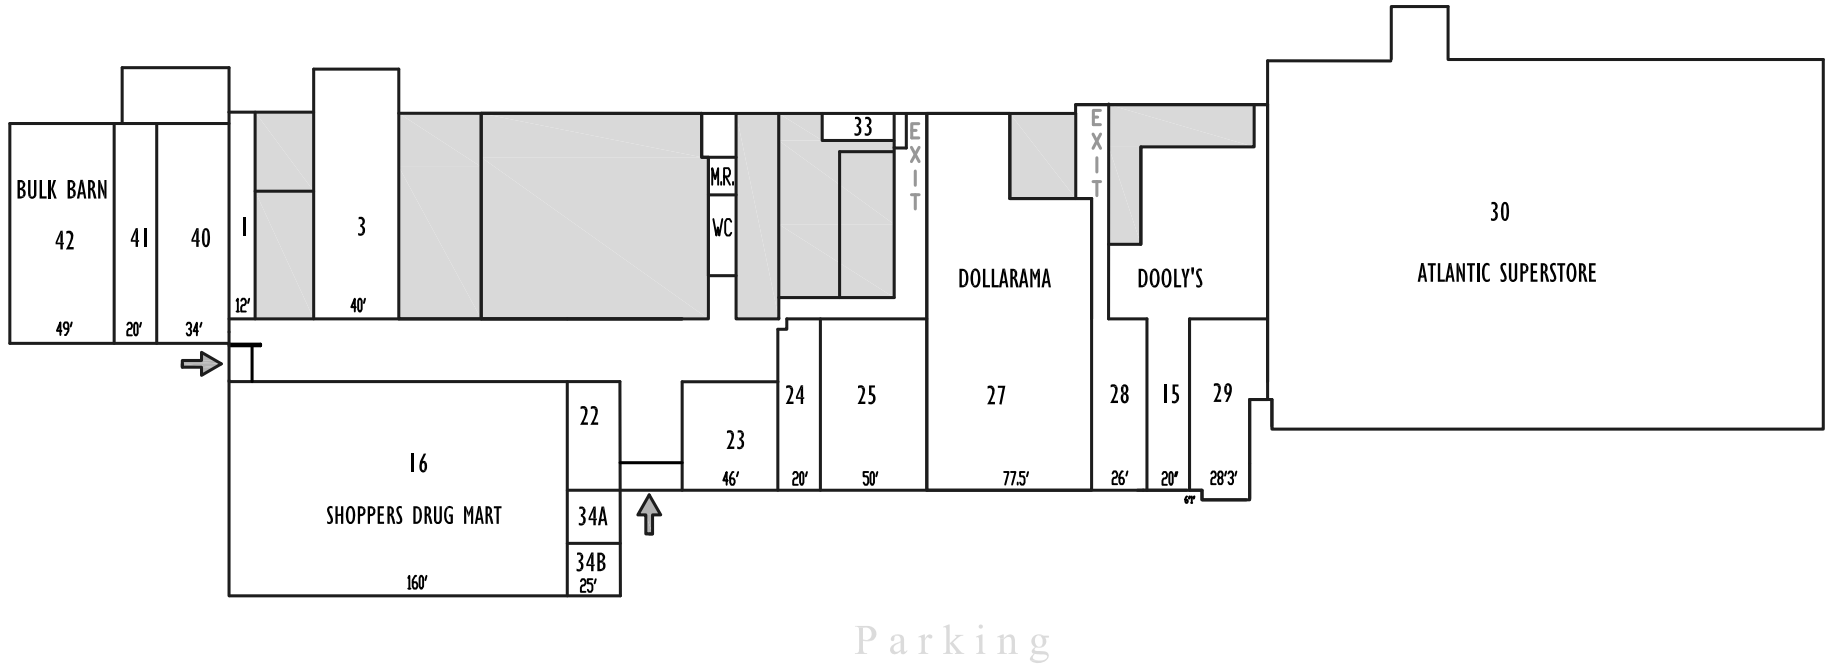 33
EXIT
EXIT
M.R.
WC
BULK BARN
42
49'
41
20'
40
34'
1
12'
3
40'
30
ATLANTIC SUPERSTORE
DOLLARAMA
27
77.5'
DOOLY'S
28
26'
15
20'
29
28'3'
24
20'
25
50'
22
23
46'
16
SHOPPERS DRUG MART
160'
34A
34B
25'
Parking